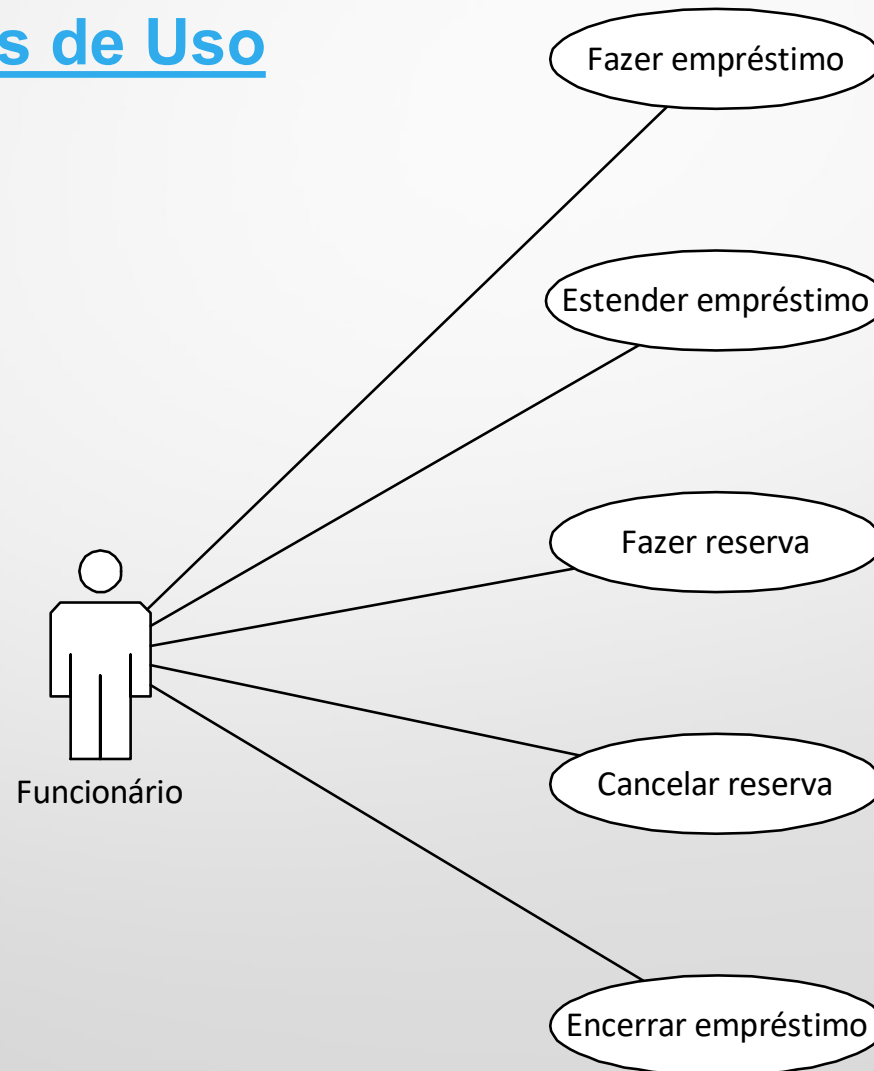 s de Uso
Fazer empréstimo
Estender empréstimo
Fazer reserva
Funcionário
Cancelar reserva
Encerrar empréstimo